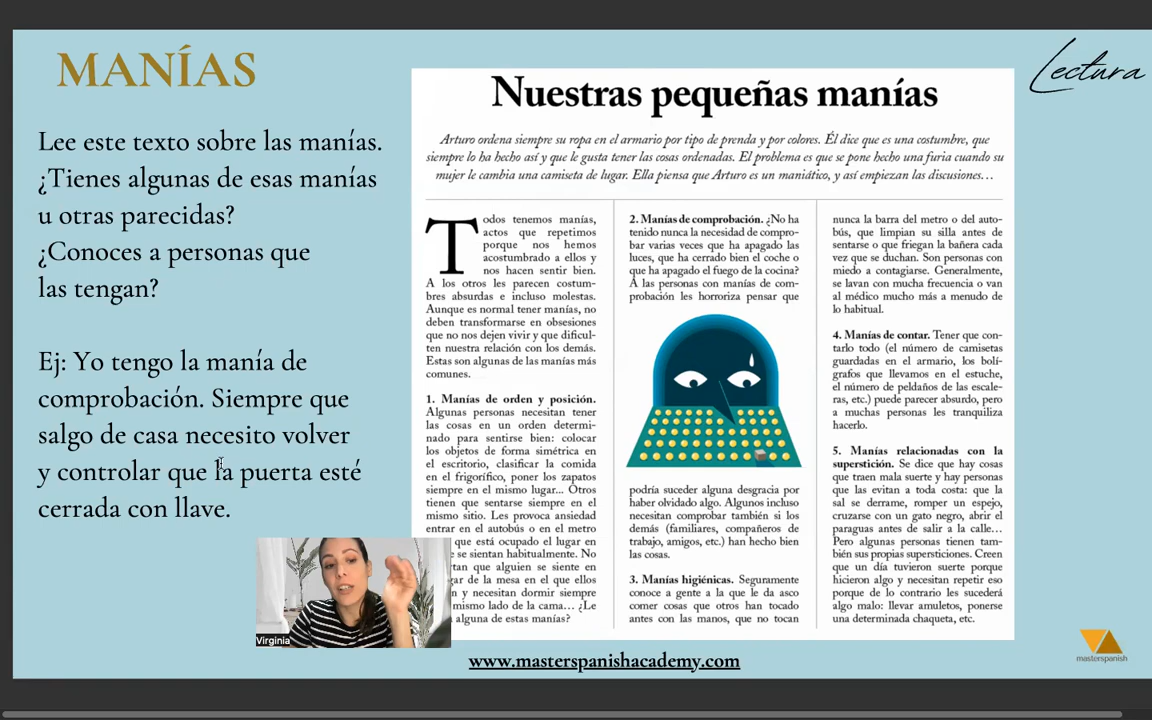 MANÍAS
Lee este texto sobre las manías.
¿Tienes algunas de esas manías
u otras parecidas?
¿Conoces a personas que
las tengan?
Ej: Yo tengo la manía de
comprobación. Siempre que
salgo de casa necesito volver
y controlar que la puerta esté
cerrada con llave.
Lectura
Nuestras pequeñas manías
Arturo ordena siempre su ropa en el armario por tipo de prenda y por colores. Él dice que es una costumbre, que
siempre lo ha hecho así y que le gusta tener las cosas ordenadas. El problema es que se pone hecho una furia cuando su
mujer le cambia una camiseta de lugar. Ella piensa que Arturo es un maniático, y así empiezan las discusiones…
Todos tenemos manías,
actos que repetimos
porque nos hemos
acostumbrado a ellos y
nos hacen sentir bien.
A los otros les parecen costum-
bres absurdas e incluso molestas.
Aunque es normal tener manías, no
deben transformarse en obsesiones
que no nos dejen vivir y que dificul-
ten nuestra relación con los demás.
Estas son algunas de las manías más
comunes.
1. Manías de orden y posición.
Algunas personas necesitan tener
las cosas en un orden determi-
nado para sentirse bien: colocar
los objetos de forma simétrica en
el escritorio, clasificar la comida
en el frigorífico, poner los zapatos
siempre en el mismo lugar... Otros
tienen que sentarse siempre en el
mismo sitio. Les provoca ansiedad
entrar en el autobús o en el metro
que está ocupado el lugar en
e se sientan habitualmente. No
rtan que alguien se siente en
gar de la mesa en el que ellos
n y necesitan dormir siempre
mismo lado de la cama… ¿Le
alguna de estas manías?
2. Manías de comprobación. ¿No ha
tenido nunca la necesidad de compro-
bar varias veces que ha apagado las
luces, que ha cerrado bien el coche o
que ha apagado el fuego de la cocina?
A las personas con manías de com-
probación les horroriza pensar que
podría suceder alguna desgracia por
haber olvidado algo. Algunos incluso
necesitan comprobar también si los
demás (familiares, compañeros de
trabajo, amigos, etc.) han hecho bien
las cosas.
3. Manías higiénicas. Seguramente
conoce a gente a la que le da asco
comer cosas que otros han tocado
antes con las manos, que no tocan
nunca la barra del metro o del auto-
bús, que limpian su silla antes de
sentarse o que friegan la bañera cada
vez que se duchan. Son personas con
miedo a contagiarse. Generalmente,
se lavan con mucha frecuencia o van
al médico mucho más a menudo de
lo habitual.
4. Manías de contar. Tener que con-
tarlo todo (el número de camisetas
guardadas en el armario, los bolí-
grafos que llevamos en el estuche,
el número de peldaños de las escale-
ras, etc.) puede parecer absurdo, pero
a muchas personas les tranquiliza
hacerlo.
5. Manías relacionadas con la
superstición. Se dice que hay cosas
que traen mala suerte y hay personas
que las evitan a toda costa: que la
sal se derrame, romper un espejo,
cruzarse con un gato negro, abrir el
paraguas antes de salir a la calle…
Pero algunas personas tienen tam-
bién sus propias supersticiones. Creen
que un día tuvieron suerte porque
hicieron algo y necesitan repetir eso
porque de lo contrario les sucederá
algo malo: llevar amuletos, ponerse
una determinada chaqueta, etc.
Virginia
www.masterspanishacademy.com
masterspanish